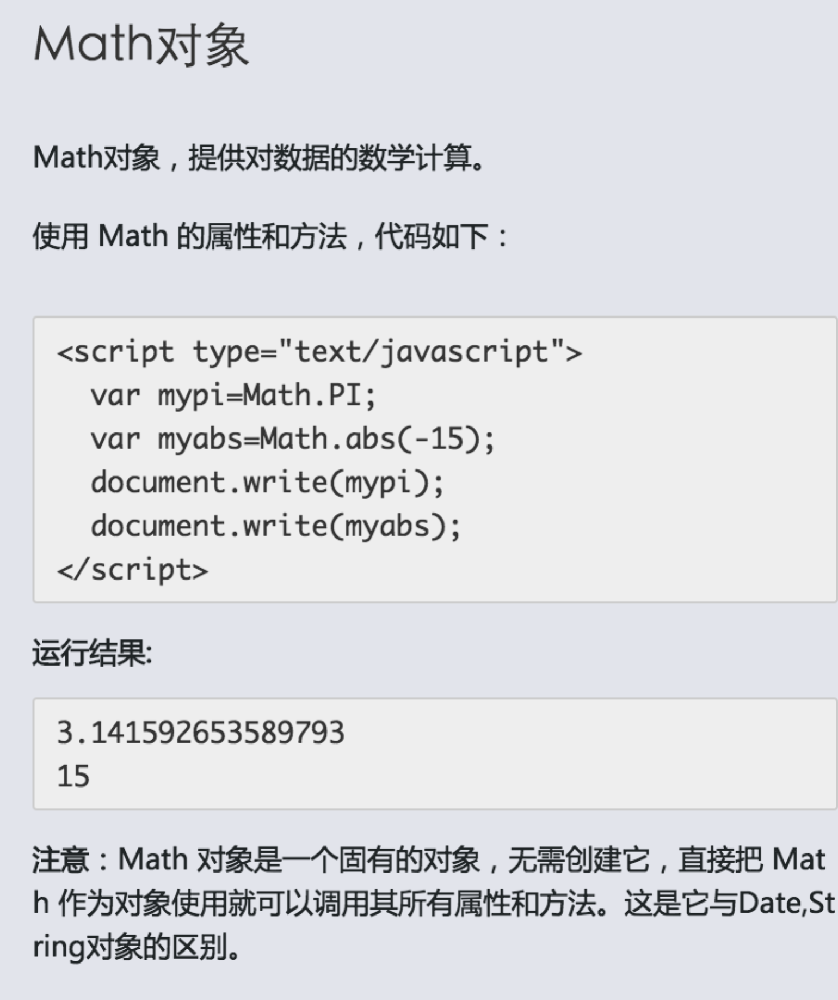 Math对象
Math对象，提供对数据的数学计算。
使用 Math 的属性和方法，代码如下：
<script type="text/javascript">
  var mypi=Math.PI;
  var myabs=Math.abs(-15);
  document.write(mypi);
  document.write(myabs);
</script>
运行结果:
3.141592653589793
15
注意：Math 对象是一个固有的对象，无需创建它，直接把 Mat
h 作为对象使用就可以调用其所有属性和方法。这是它与Date,St
ring对象的区别。